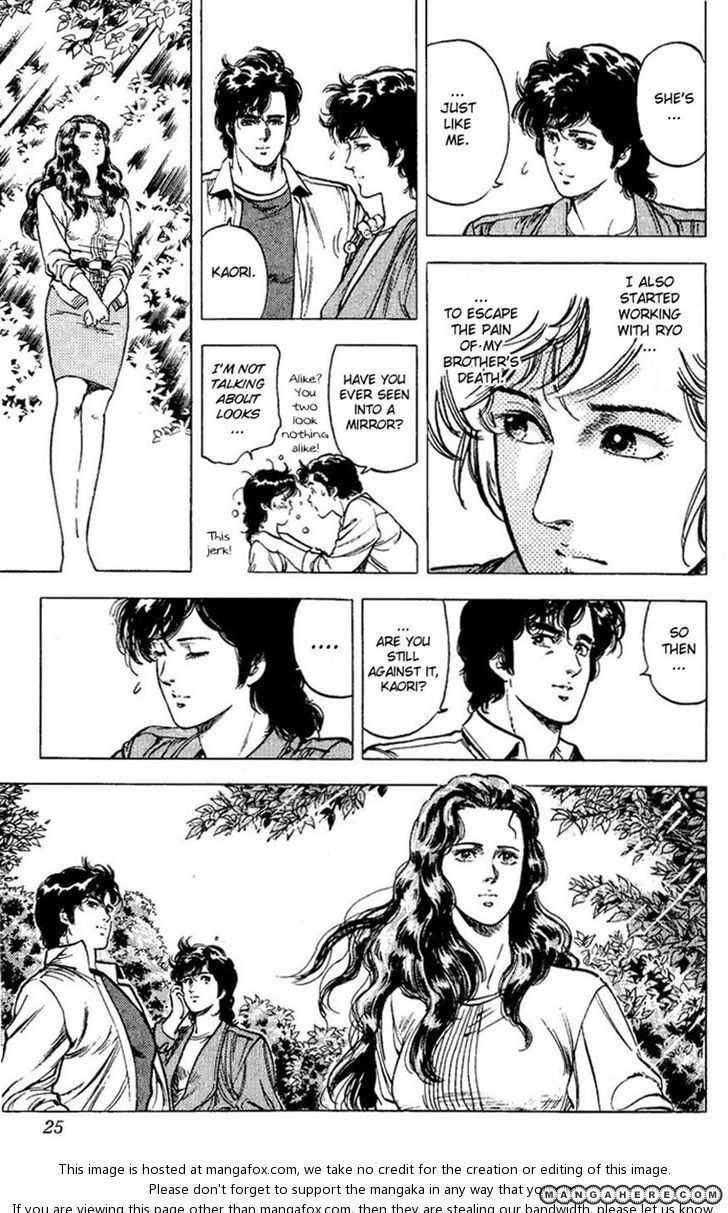 SHE'S
...
...
JUST
LIKE
ME.
KAORI.
I ALSO
STARTED
WORKING
WITH RYO
...
...
TO ESCAPE
THE PAIN
OF MY
BROTHER'S
DEATH.
HAVE YOU
EVER SEEN
INTO A
MIRROR?
Alike?
You
two
look
nothing
alike!
I'M NOT
TALKING
ABOUT
LOOKS
...
This
jerk!
SO
THEN
...
...
ARE YOU
STILL
AGAINST IT,
KAORI?
....
25
This image is hosted at mangafox.com, we take no credit for the creation or editing of this image.
Please don't forget to support the mangaka in any way that you
MANGAHERE.COM
If you are viewing this page other than mangafox.com, then they are stealing our bandwidth, please let us know